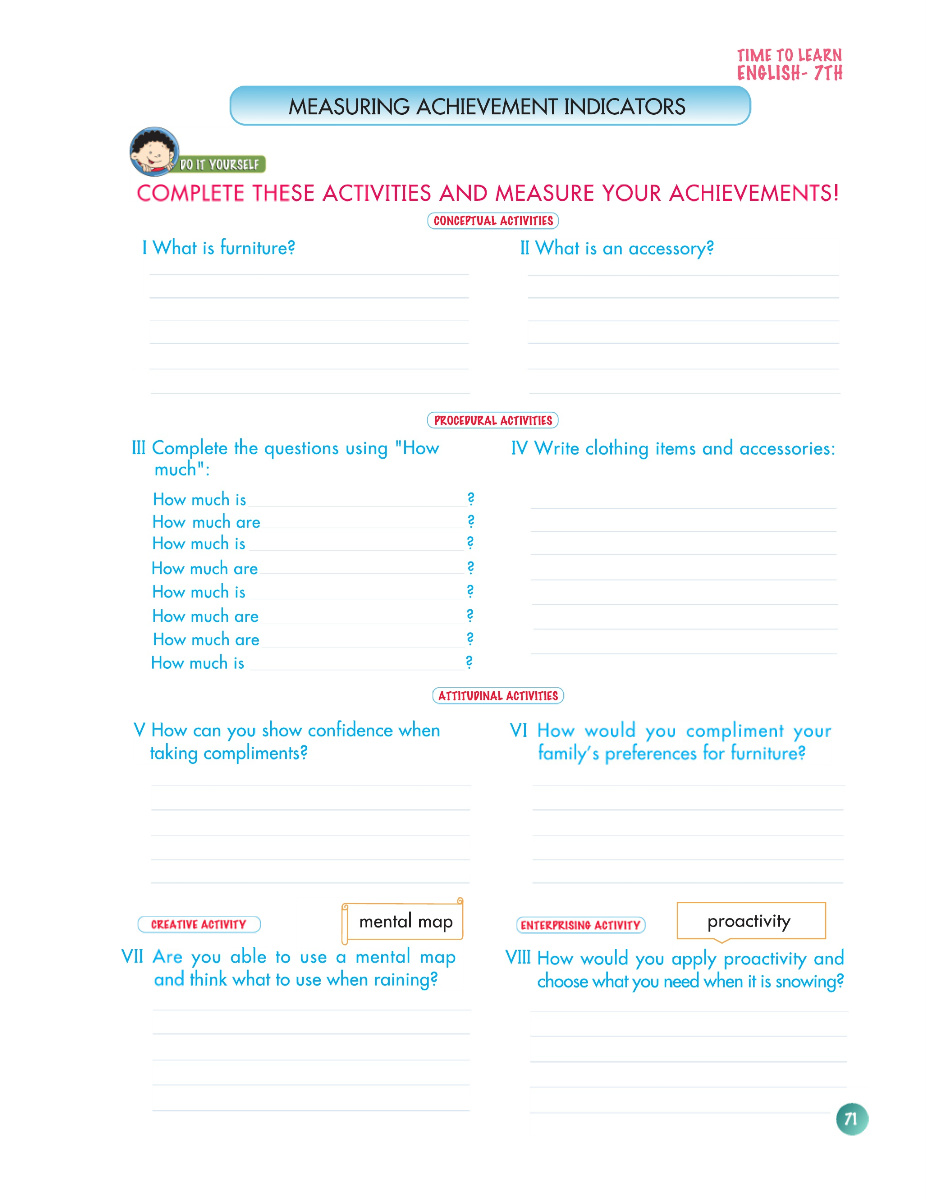 TIME TO LEARN
ENGLISH- 7TH
MEASURING ACHIEVEMENT INDICATORS
DO IT YOURSELF
COMPLETE THESE ACTIVITIES AND MEASURE YOUR ACHIEVEMENTS!
CONCEPTUAL ACTIVITIES
I What is furniture?
II What is an accessory?
PROCEDURAL ACTIVITIES
III Complete the questions using "How
much":
How much is ?
How much are ?
How much is ?
How much are ?
How much is ?
How much are ?
How much are ?
How much is ?
IV Write clothing items and accessories:
ATTITUDINAL ACTIVITIES
V How can you show confidence when
taking compliments?
VI How would you compliment your
family's preferences for furniture?
CREATIVE ACTIVITY
mental map
VII Are you able to use a mental map
and think what to use when raining?
ENTERPRISING ACTIVITY
proactivity
VIII How would you apply proactivity and
choose what you need when it is snowing?
71